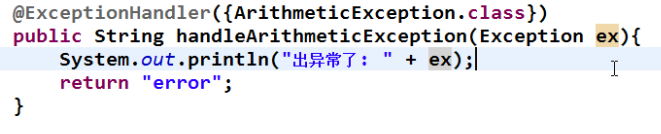 @ExceptionHandler({ArithmeticException.class})
public String handleArithmeticException(Exception ex){
    System.out.println("出异常了: " + ex);
    return "error";
}